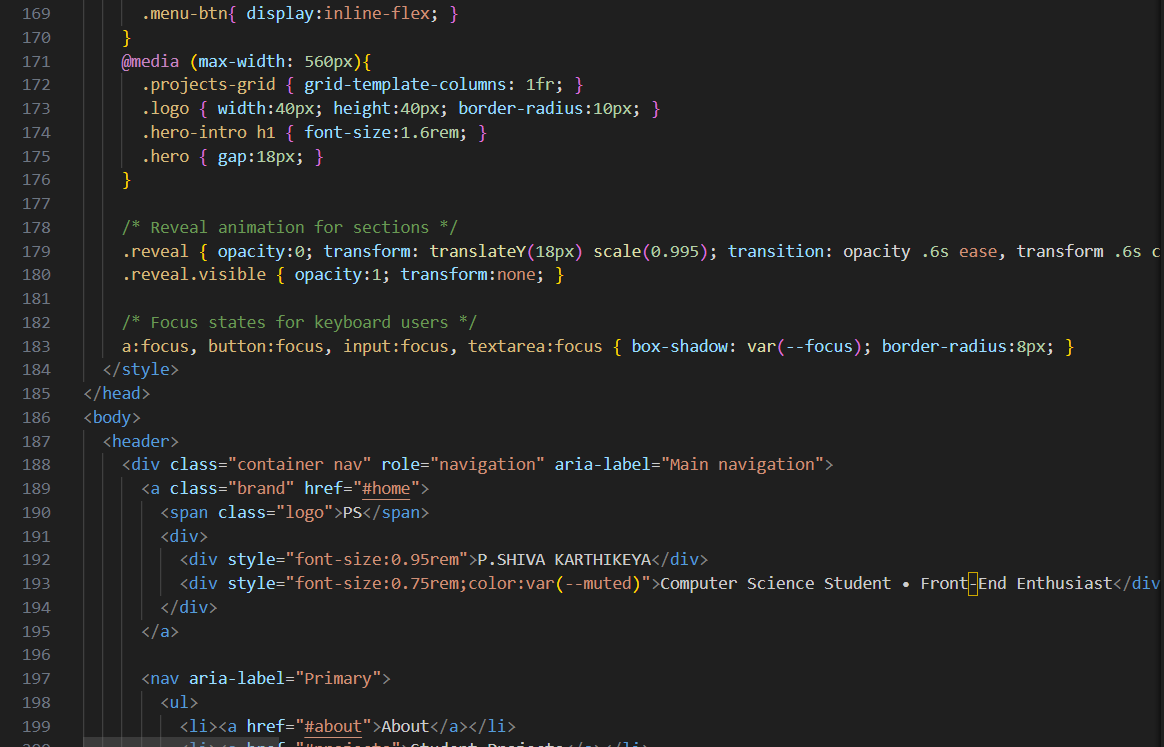 169 .menu-btn{ display:inline-flex; }
170 }
171 @media (max-width: 560px){
172 .projects-grid { grid-template-columns: 1fr; }
173 .logo { width:40px; height:40px; border-radius:10px; }
174 .hero-intro h1 { font-size:1.6rem; }
175 .hero { gap:18px; }
176 }
177
178 /* Reveal animation for sections */
179 .reveal { opacity:0; transform: translateY(18px) scale(0.995); transition: opacity .6s ease, transform .6s c
180 .reveal.visible { opacity:1; transform:none; }
181
182 /* Focus states for keyboard users */
183 a:focus, button:focus, input:focus, textarea:focus { box-shadow: var(--focus); border-radius:8px; }
184 </style>
185 </head>
186 <body>
187 <header>
188 <div class="container nav" role="navigation" aria-label="Main navigation">
189 <a class="brand" href="#home">
190 <span class="logo">PS</span>
191 <div>
192 <div style="font-size:0.95rem">P.SHIVA KARTHIKEYA</div>
193 <div style="font-size:0.75rem;color:var(--muted)">Computer Science Student • Front-End Enthusiast</div
194 </div>
195 </a>
196
197 <nav aria-label="Primary">
198 <ul>
199 <li><a href="#about">About</a></li>